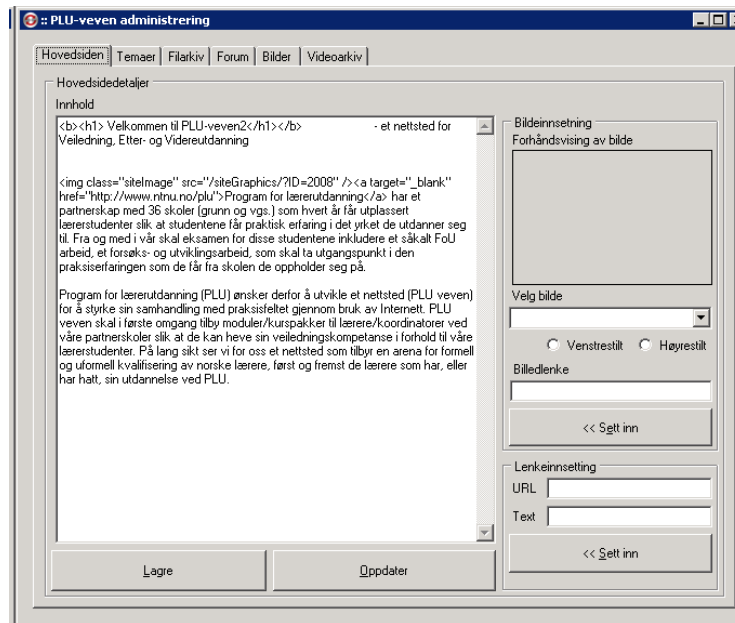 :: PLU-veven administrering
Hovedsiden Temaer Filarkiv Forum Bilder Videoarkiv
Hovedsidedetaljer
Innhold
<b><h1> Velkommen til PLU-veven2</h1></b> - et nettsted for
Veiledning, Etter- og Videreutdanning
<img class="siteImage" src="/siteGraphics/?ID=2008" /><a target="_blank"
href="http://www.ntnu.no/plu">Program for lærerutdanning</a> har et
partnerskap med 36 skoler (grunn og vgs.) som hvert år får utplassert
lærerstudenter slik at studentene får praktisk erfaring i det yrket de utdanner seg
til. Fra og med i vår skal eksamen for disse studentene inkludere et såkalt FoU
arbeid, et forsøks- og utviklingsarbeid, som skal ta utgangspunkt i den
praksiserfaringen som de får fra skolen de oppholder seg på.
Program for lærerutdanning (PLU) ønsker derfor å utvikle et nettsted (PLU veven)
for å styrke sin samhandling med praksisfeltet gjennom bruk av Internett. PLU
veven skal i første omgang tilby moduler/kurspakker til lærere/koordinatorer ved
våre partnerskoler slik at de kan heve sin veiledningskompetanse i forhold til våre
lærerstudenter. På lang sikt ser vi for oss et nettsted som tilbyr en arena for formell
og uformell kvalifisering av norske lærere, først og fremst de lærere som har, eller
har hatt, sin utdannelse ved PLU.
Lagre
Oppdater
Bildeinnsetning
Forhåndsvising av bilde
Velg bilde
Venstrestilt Høyrestilt
Billedlenke
<< Sett inn
Lenkeinnsetting
URL
Text
<< Sett inn